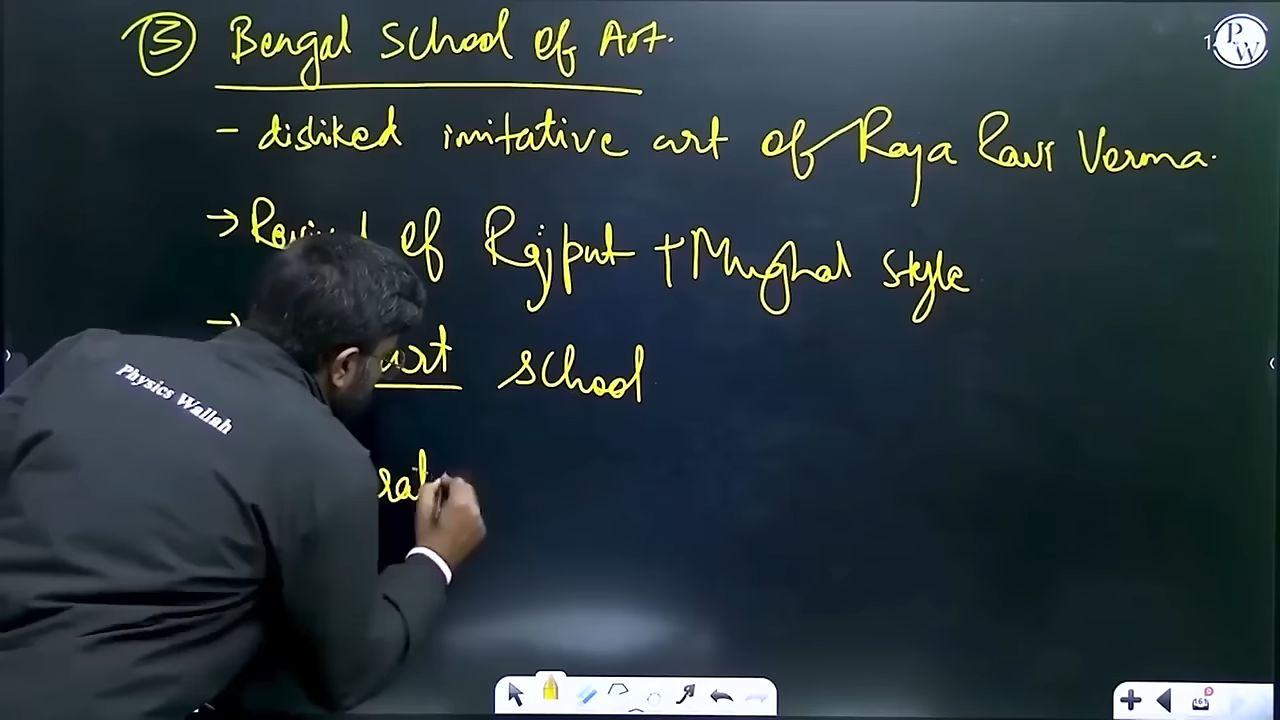 ③ Bengal School of Art.
- disliked imitative art of Raja Ravi Verma.
→ of Rajput + Mughal style
→ school
Physics Wallah
PW